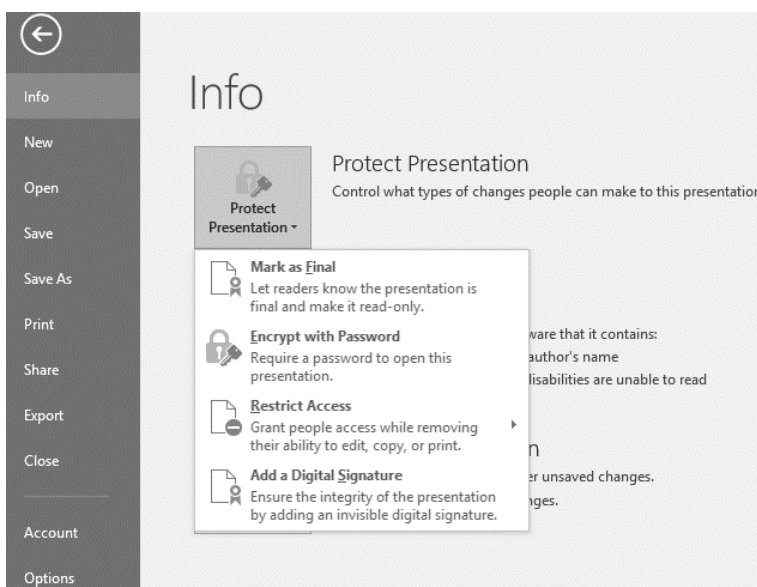 Info
New
Open
Save
Save As
Print
Share
Export
Close
Account
Options
Info
Protect
Presentation
Protect Presentation
Control what types of changes people can make to this presentation
Mark as Final
Let readers know the presentation is
final and make it read-only.
Encrypt with Password
Require a password to open this
presentation.
Restrict Access
Grant people access while removing
their ability to edit, copy, or print.
Add a Digital Signature
Ensure the integrity of the presentation
by adding an invisible digital signature.
that it contains:
author's name
are unable to read
unsaved changes.